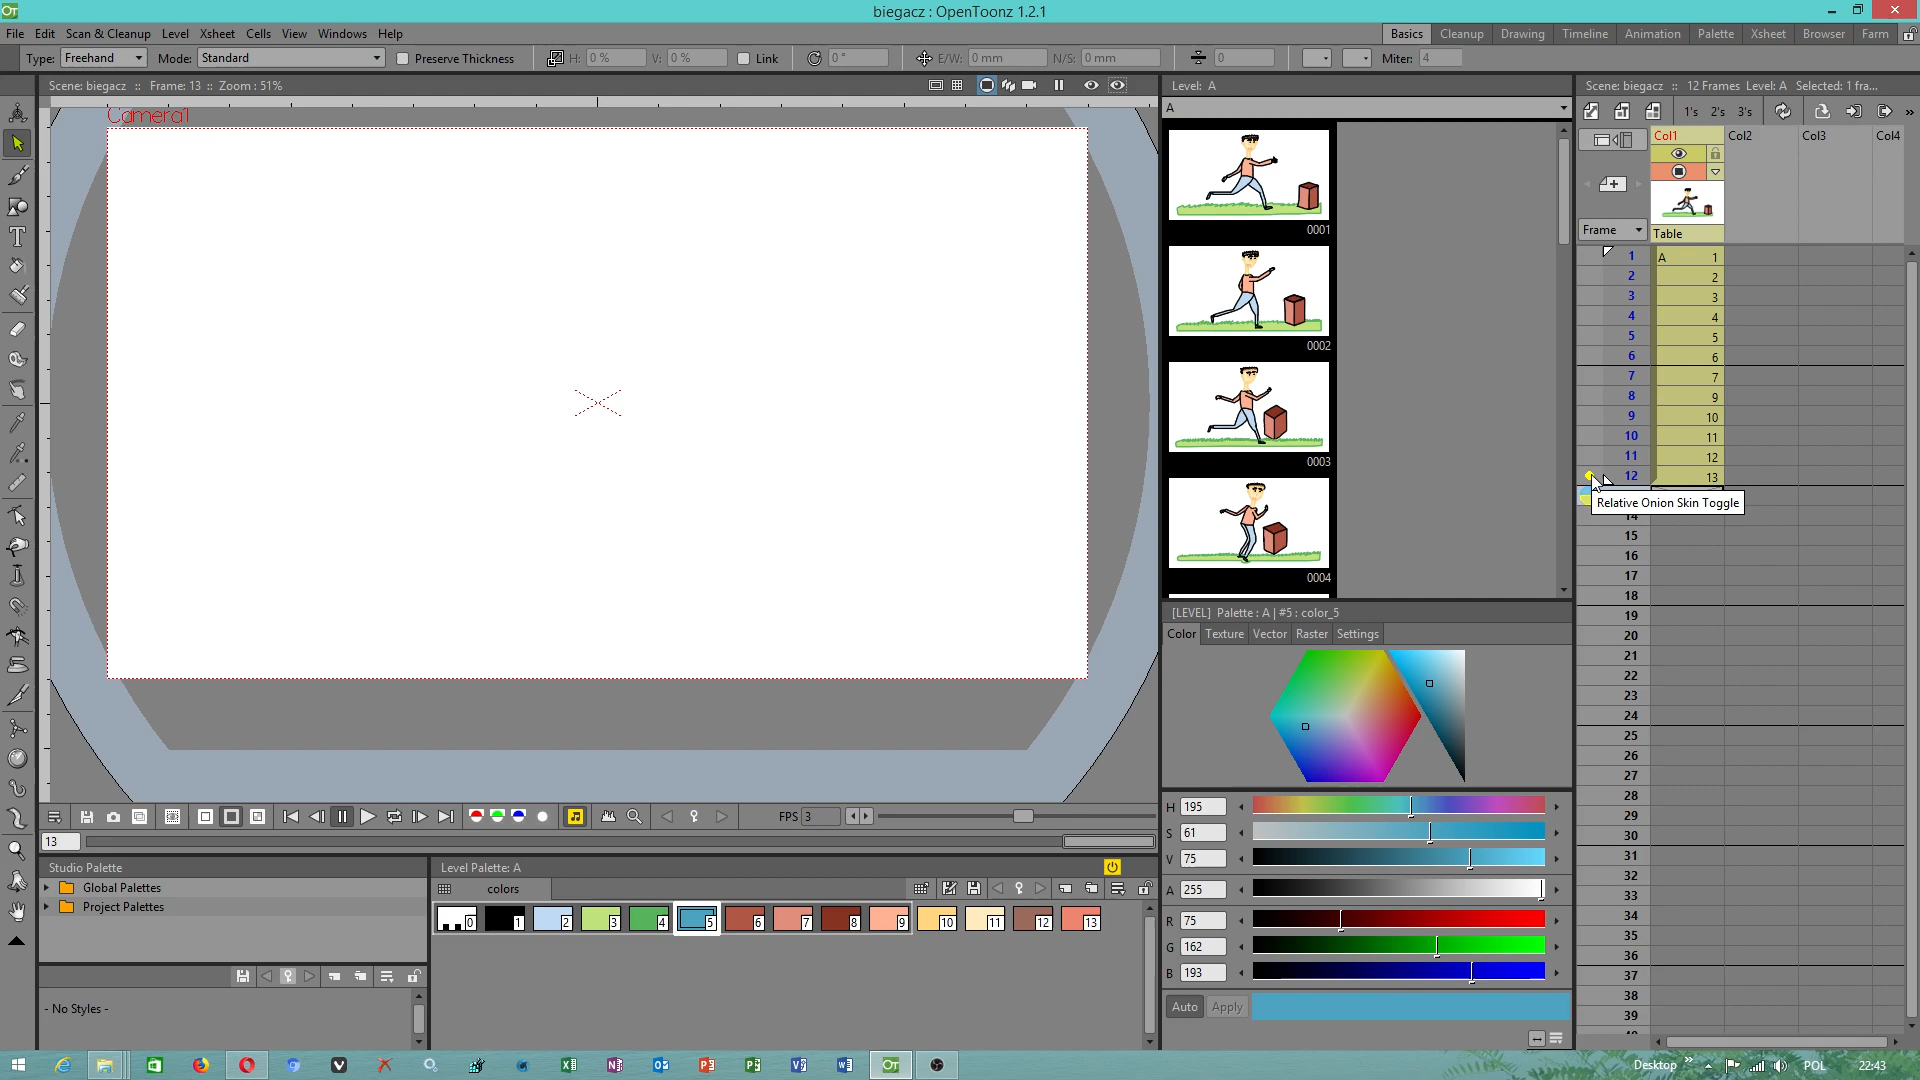 biegacz : OpenToonz 1.2.1
File Edit Scan & Cleanup Level Xsheet Cells View Windows Help
Basics Cleanup Drawing Timeline Animation Palette Xsheet Browser Farm
Type: Freehand Mode: Standard Preserve Thickness H: 0 % V: 0 % Link 0 ° E/W: 0 mm N/S: 0 mm 0 Miter: 4
Scene: biegacz :: Frame: 13 :: Zoom : 51%
Level: A
Scene: biegacz :: 12 Frames Level: A Selected: 1 fra...
Camera1
A
1's 2's 3's
Col1 Col2 Col3 Col4
Frame
Table
0001
0002
0003
0004
1 A 1
2 2
3 3
4 4
5 5
6 6
7 7
8 9
9 10
10 11
11 12
12 13
Relative Onion Skin Toggle
14
15
16
17
18
19
20
21
22
23
24
25
26
27
28
29
30
31
32
33
34
35
36
37
38
39
[LEVEL] Palette : A | #5 : color_5
Color Texture Vector Raster Settings
H 195
S 61
V 75
A 255
R 75
G 162
B 193
Auto Apply
FPS 3
13
Studio Palette
Global Palettes
Project Palettes
- No Styles -
Level Palette: A
colors
0 1 2 3 4 5 6 7 8 9 10 11 12 13
Desktop » POL 22:43